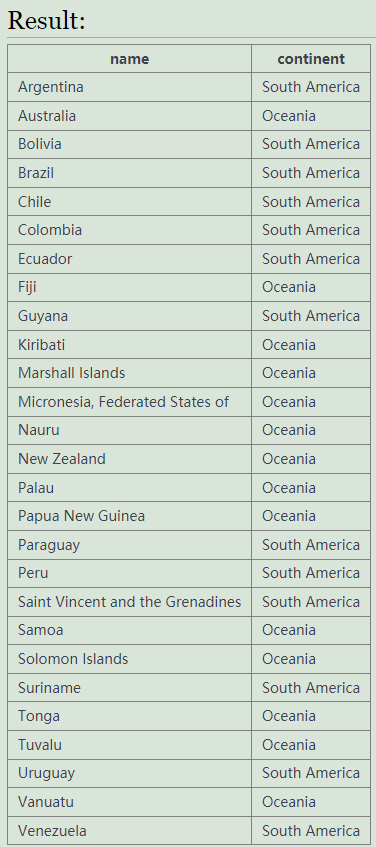 Result:
name continent
Argentina South America
Australia Oceania
Bolivia South America
Brazil South America
Chile South America
Colombia South America
Ecuador South America
Fiji Oceania
Guyana South America
Kiribati Oceania
Marshall Islands Oceania
Micronesia, Federated States of Oceania
Nauru Oceania
New Zealand Oceania
Palau Oceania
Papua New Guinea Oceania
Paraguay South America
Peru South America
Saint Vincent and the Grenadines South America
Samoa Oceania
Solomon Islands Oceania
Suriname South America
Tonga Oceania
Tuvalu Oceania
Uruguay South America
Vanuatu Oceania
Venezuela South America